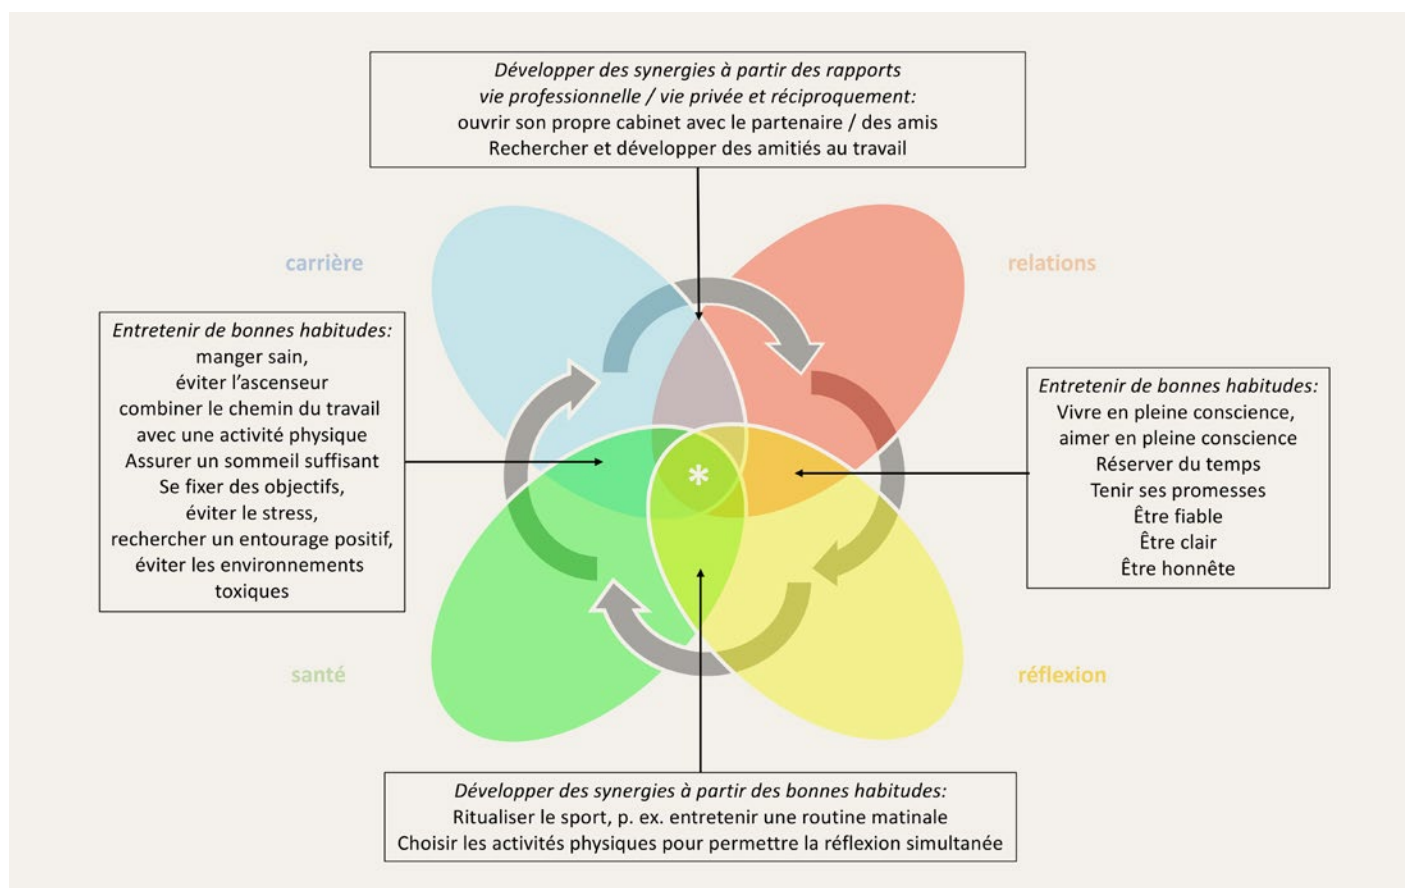 Développer des synergies à partir des rapports
vie professionnelle / vie privée et réciproquement:
ouvrir son propre cabinet avec le partenaire / des amis
Rechercher et développer des amitiés au travail
carrière
relations
Entretenir de bonnes habitudes:
manger sain,
éviter l’ascenseur
combiner le chemin du travail
avec une activité physique
Assurer un sommeil suffisant
Se fixer des objectifs,
éviter le stress,
rechercher un entourage positif,
éviter les environnements
toxiques
Entretenir de bonnes habitudes:
Vivre en pleine conscience,
aimer en pleine conscience
Réserver du temps
Tenir ses promesses
Être fiable
Être clair
Être honnête
*
santé
réflexion
Développer des synergies à partir des bonnes habitudes:
Ritualiser le sport, p. ex. entretenir une routine matinale
Choisir les activités physiques pour permettre la réflexion simultanée